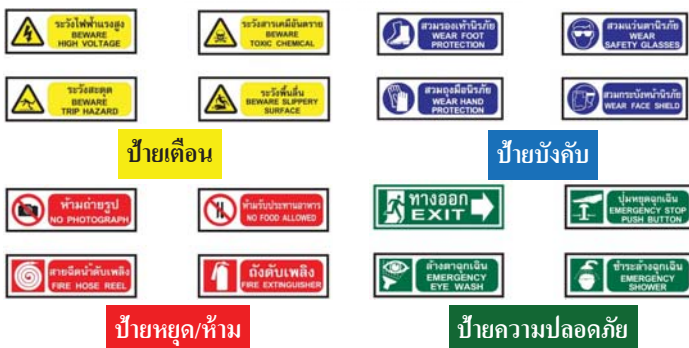 ระวังไฟฟ้าแรงสูง
BEWARE
HIGH VOLTAGE
ระวังสารเคมีอันตราย
BEWARE
TOXIC CHEMICAL
ระวังสะดุด
BEWARE
TRIP HAZARD
ระวังพื้นลื่น
BEWARE SLIPPERY
SURFACE
ป้ายเตือน
สวมรองเท้านิรภัย
WEAR FOOT
PROTECTION
สวมแว่นตานิรภัย
WEAR
SAFETY GLASSES
สวมถุงมือนิรภัย
WEAR HAND
PROTECTION
สวมกระบังหน้านิรภัย
WEAR FACE SHIELD
ป้ายบังคับ
ห้ามถ่ายรูป
NO PHOTOGRAPH
ห้ามรับประทานอาหาร
NO FOOD ALLOWED
สายฉีดน้ำดับเพลิง
FIRE HOSE REEL
ถังดับเพลิง
FIRE EXTINGUISHER
ป้ายหยุด/ห้าม
ทางออก
EXIT
ปุ่มหยุดฉุกเฉิน
EMERGENCY STOP
PUSH BUTTON
ล้างตาฉุกเฉิน
EMERGENCY
EYE WASH
ชำระล้างฉุกเฉิน
EMERGENCY
SHOWER
ป้ายความปลอดภัย